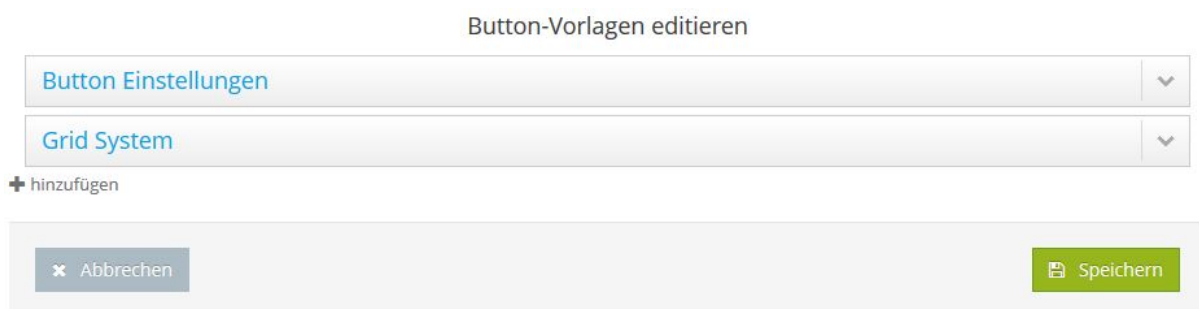 Button-Vorlagen editieren
Button Einstellungen
Grid System
hinzufügen
Abbrechen
Speichern